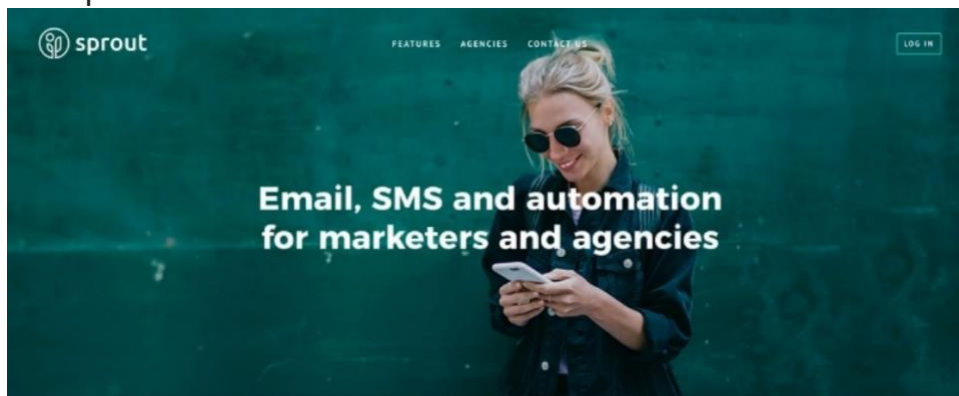 sprout
FEATURES AGENCIES CONTACT US
LOG IN
Email, SMS and automation
for marketers and agencies